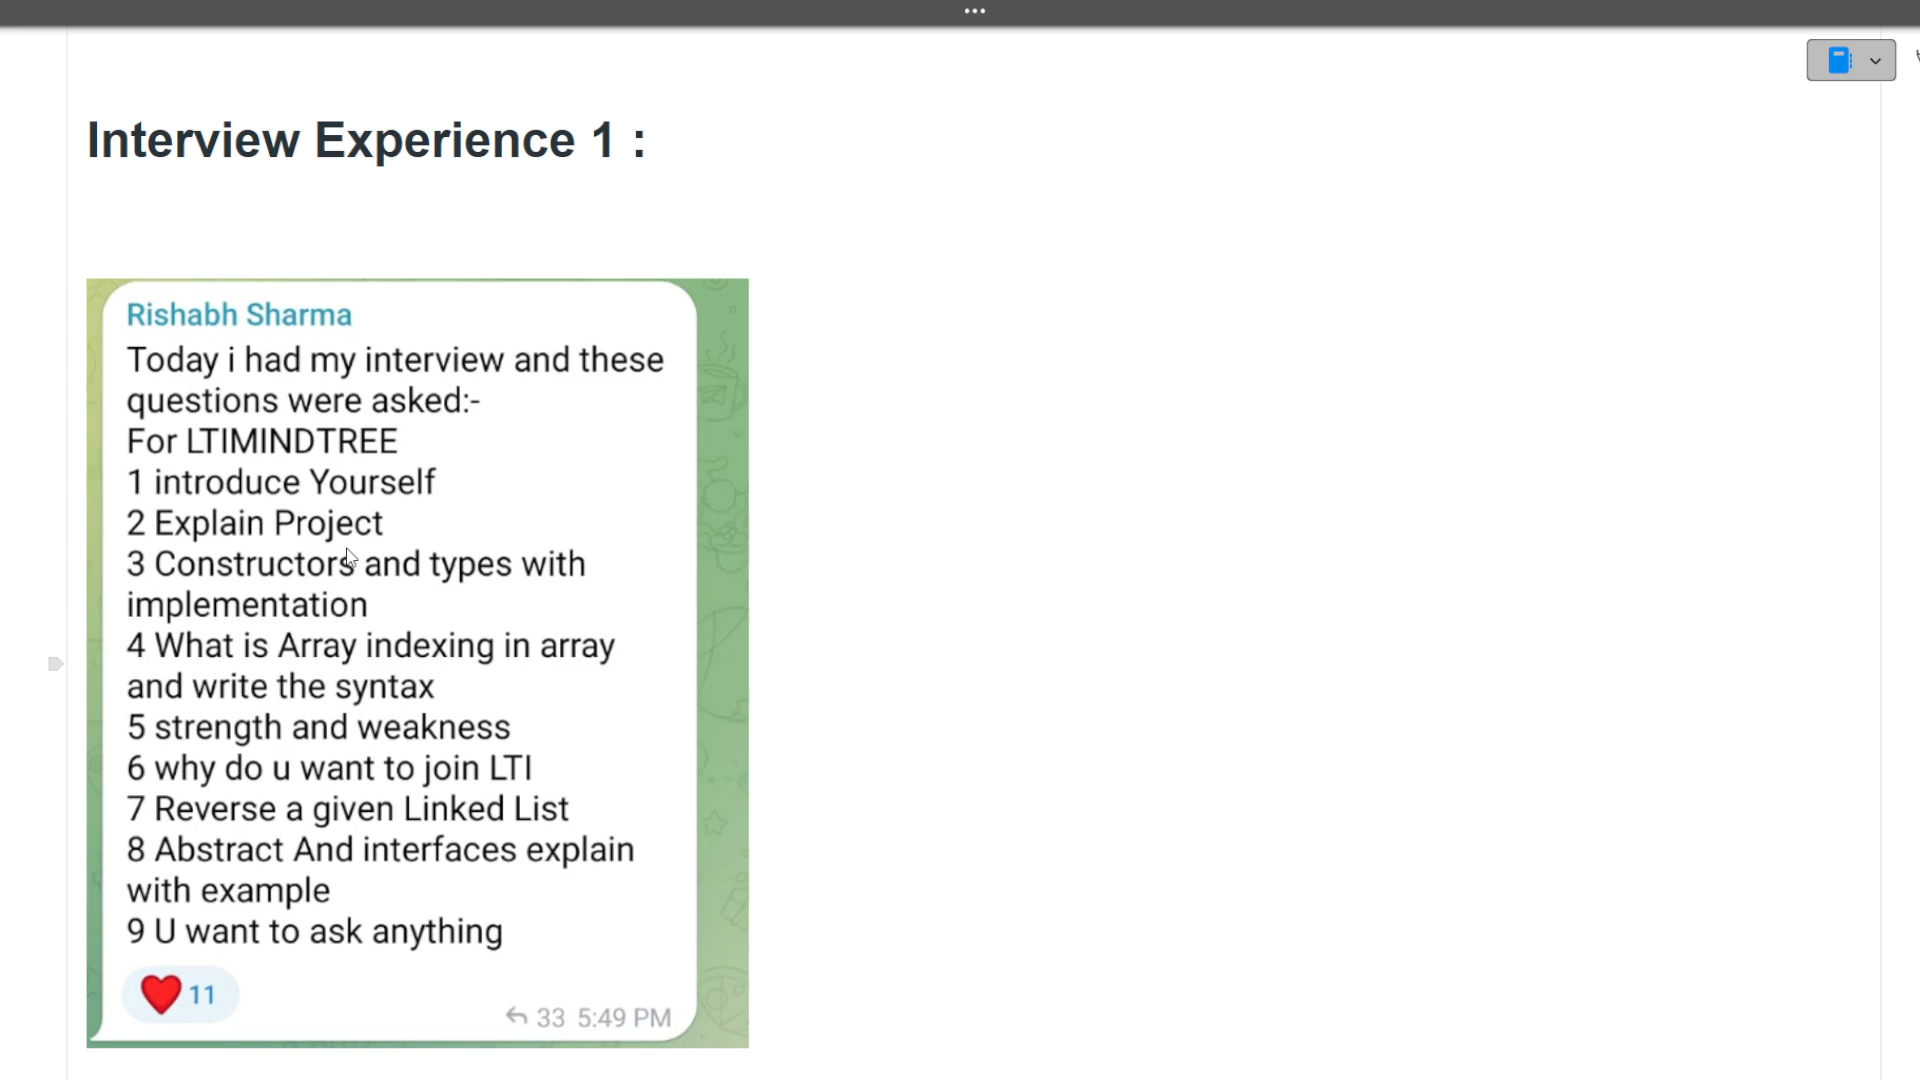 Interview Experience 1 :
Rishabh Sharma
Today i had my interview and these
questions were asked:-
For LTIMINDTREE
1 introduce Yourself
2 Explain Project
3 Constructors and types with
implementation
4 What is Array indexing in array
and write the syntax
5 strength and weakness
6 why do u want to join LTI
7 Reverse a given Linked List
8 Abstract And interfaces explain
with example
9 U want to ask anything
11
33 5:49 PM